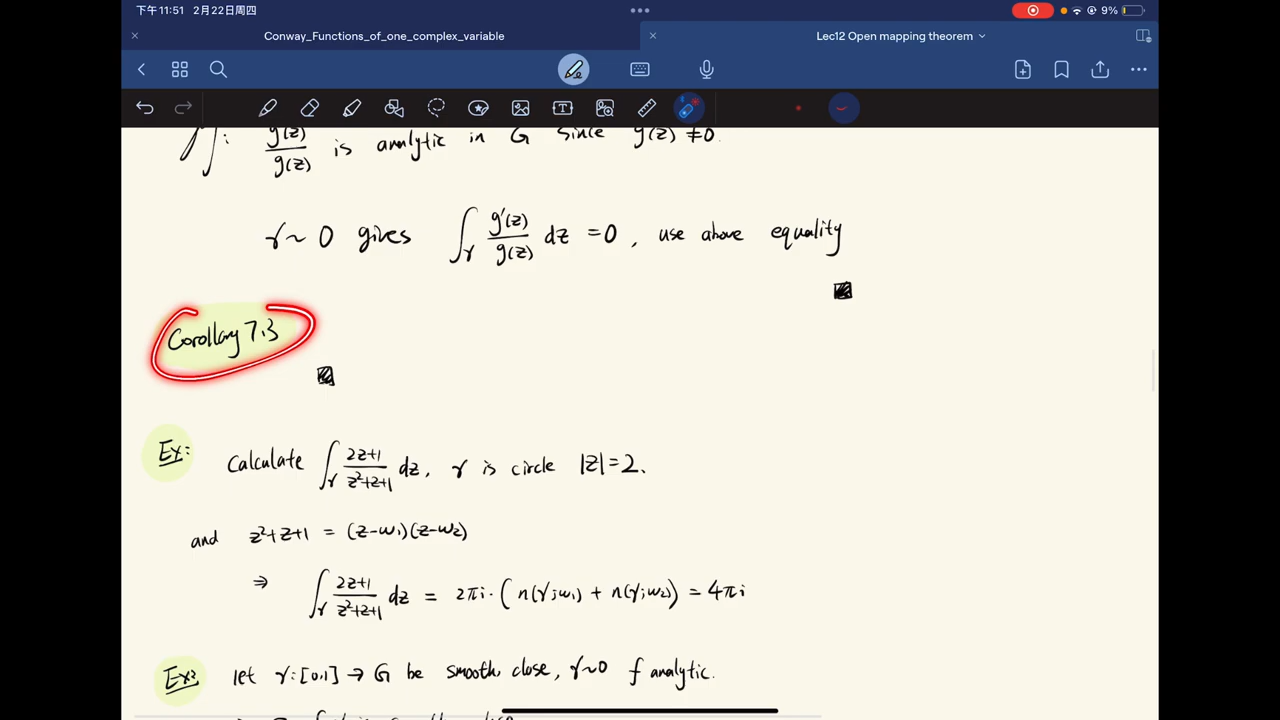 下午11:51 2月22日周四
9%
Conway_Functions_of_one_complex_variable
Lec12 Open mapping theorem
g'(z)/g(z) is analytic in G since g(z) ≠0.
γ~0 gives ∫_γ g'(z)/g(z) dz =0, use above equality
Corollary 7.3
Ex: Calculate ∫_γ 2z+1/z²+z+1 dz, γ is circle |z|=2.
and z²+z+1 = (z-w₁)(z-w₂)
⇒ ∫_γ 2z+1/z²+z+1 dz = 2πi·(n(γ;w₁) + n(γ;w₂)) = 4πi
Ex2 let γ:[0,1] → G be smooth, close, γ~0 f analytic.